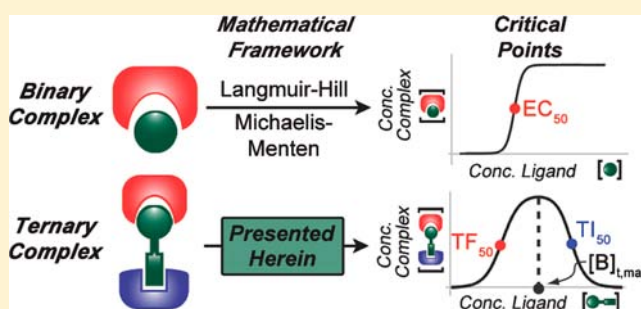 Mathematical
Framework
Critical
Points
Binary
Complex
Langmuir-Hill
Michaelis-
Menten
Conc.
Complex
[ ]
EC50
Conc. Ligand [ ]
Ternary
Complex
Presented
Herein
Conc.
Complex
[ ]
TF50
TI50
[B]t,ma
Conc. Ligand [ ]